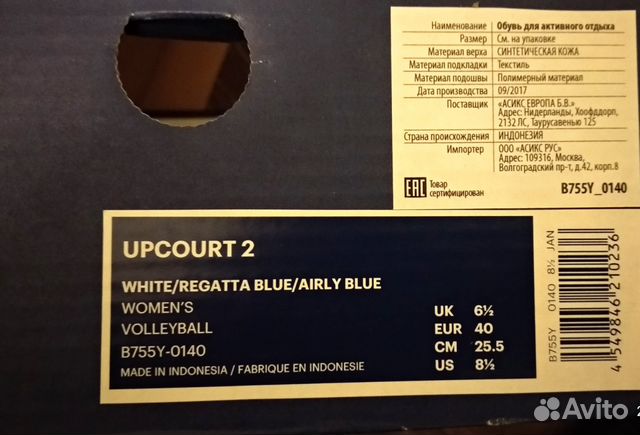 Наименование Обувь для активного отдыха
Размер См. на упаковке
Материал верха СИНТЕТИЧЕСКАЯ КОЖА
Материал подкладки Текстиль
Материал подошвы Полимерный материал
Дата производства 09/2017
Поставщик «АСИКС ЕВРОПА Б.В.»
Адрес: Нидерланды, Хоофддорп,
2132 ЛС, Таурусавенью 125
Страна происхождения ИНДОНЕЗИЯ
Импортер ООО «АСИКС РУС»
Адрес: 109316, Москва,
Волгоградский пр-т, д.42, корп.8
EAC Товар
сертифицирован
B755Y_0140
UPCOURT 2
WHITE/REGATTA BLUE/AIRLY BLUE
WOMEN'S
VOLLEYBALL
B755Y-0140
MADE IN INDONESIA / FABRIQUE EN INDONESIE
UK 6½
EUR 40
CM 25.5
US 8½
B755Y 0140 8½ JAN
4 549846 210236
Avito